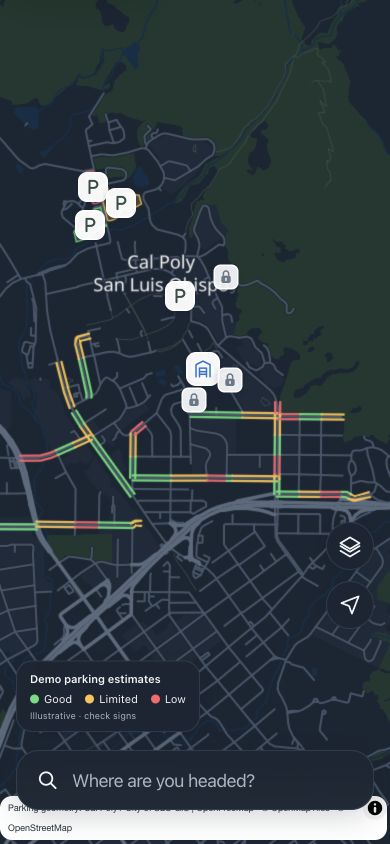 P
P
P
Cal Poly
San Luis Obispo
P
Demo parking estimates
Good Limited Low
Illustrative · check signs
Where are you headed?
OpenStreetMap